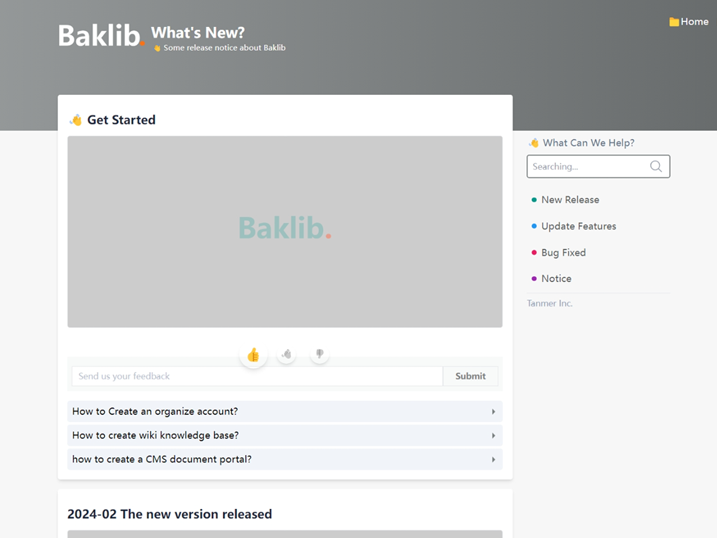 Baklib.
What's New?
Some release notice about Baklib
Home
Get Started
Baklib.
Send us your feedback
Submit
How to Create an organize account?
How to create wiki knowledge base?
how to create a CMS document portal?
2024-02 The new version released
What Can We Help?
Searching...
New Release
Update Features
Bug Fixed
Notice
Tanmer Inc.